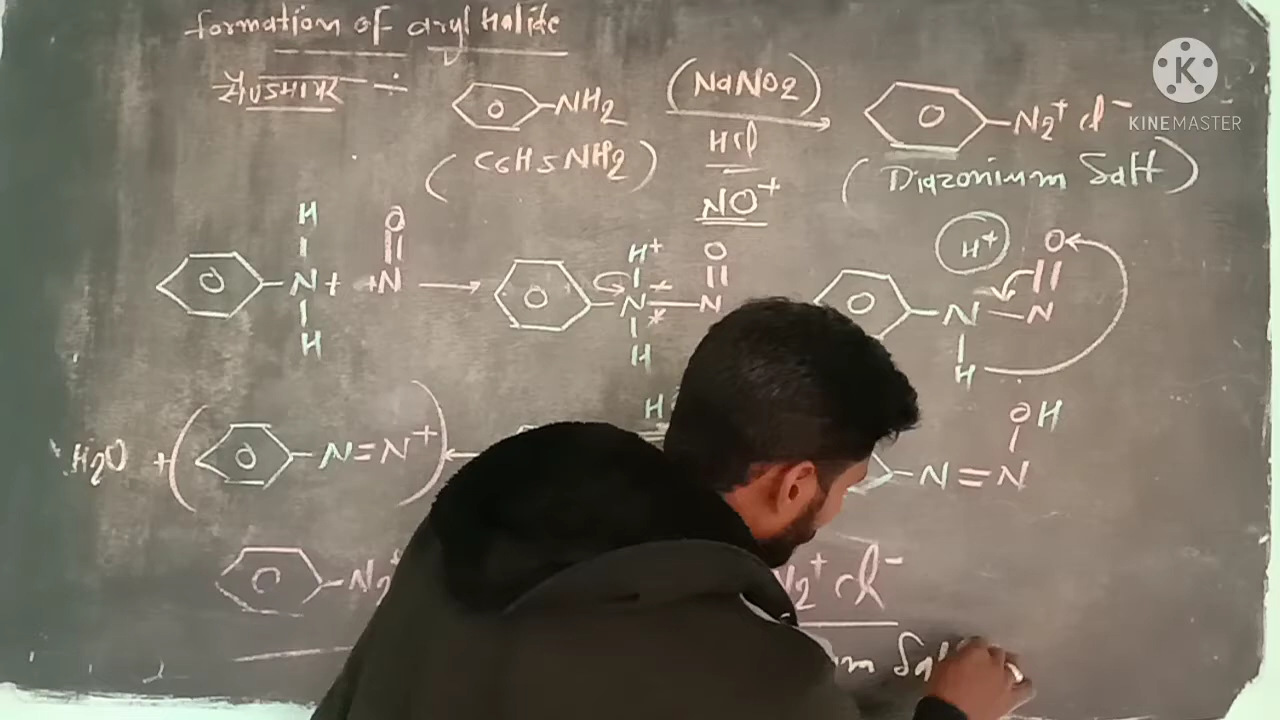 formation of aryl Halide
NH2 (NaNO2) N2+ cl-
HCl
(C6H5NH2) (Diazonium Salt)
NO+
H O H+ O H+ O
N + +N N N N N
H H H
OH
H2O + ( N=N+ ) H N=N
N2 N2+ cl-
K
KINEMASTER